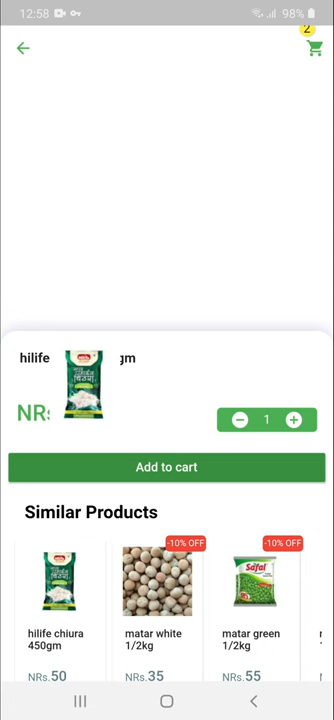 12:58
98%
2
hilife
gm
NRs
1
Add to cart
Similar Products
-10% OFF
-10% OFF
Safal
hilife chiura
450gm
matar white
1/2kg
matar green
1/2kg
NRs.50
NRs.35
NRs.55